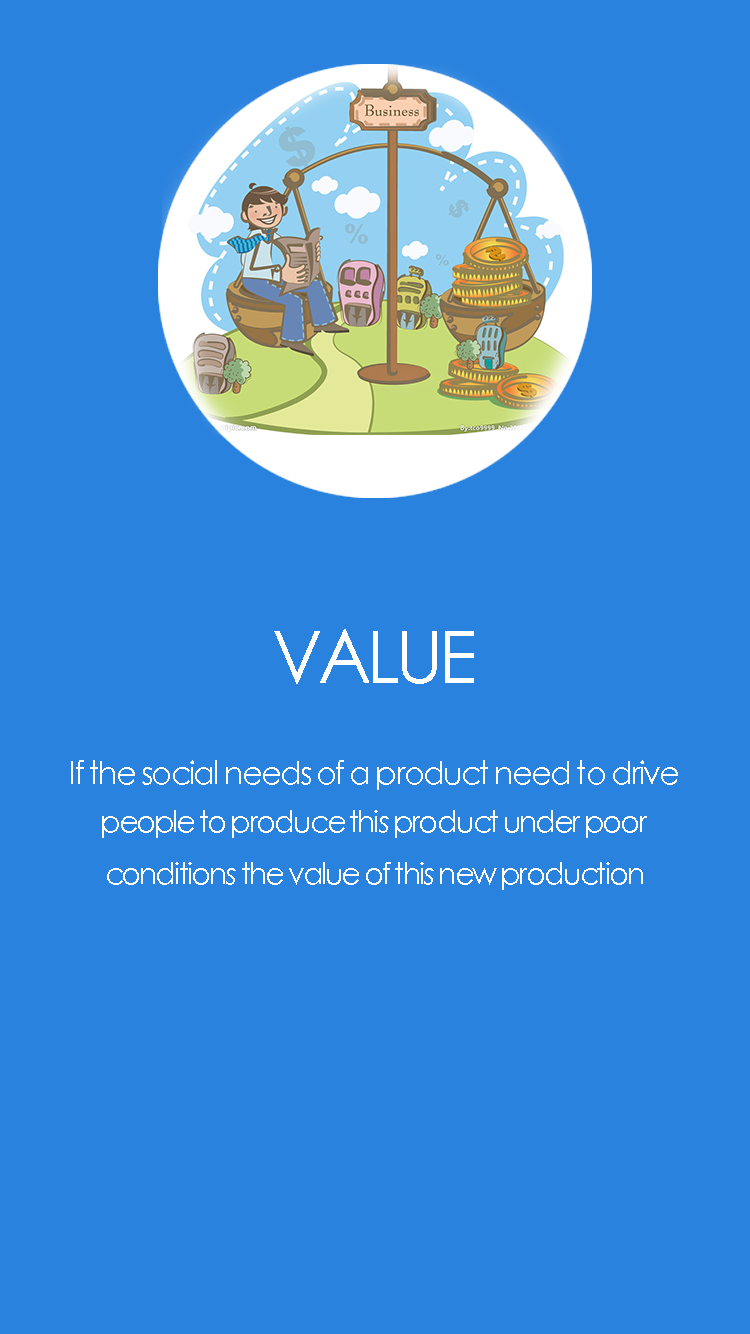 Business
VALUE
If the social needs of a product need to drive
people to produce this product under poor
conditions the value of this new production